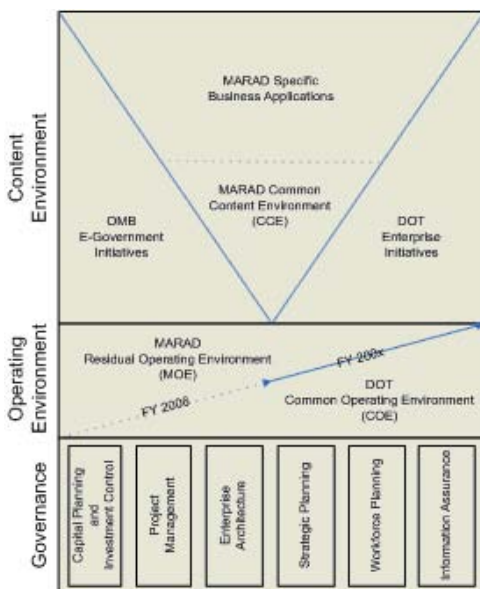 Content
Environment
MARAD Specific
Business Applications
MARAD Common
Content Environment
(CCE)
OMB
E-Government
Initiatives
DOT
Enterprise
Initiatives
Operating
Environment
MARAD
Residual Operating Environment
(MOE)
FY 2006
FY 200x
DOT
Common Operating Environment
(COE)
Governance
Capital Planning
and
Investment Control
Project
Management
Enterprise
Architecture
Strategic Planning
Workforce Planning
Information Assurance